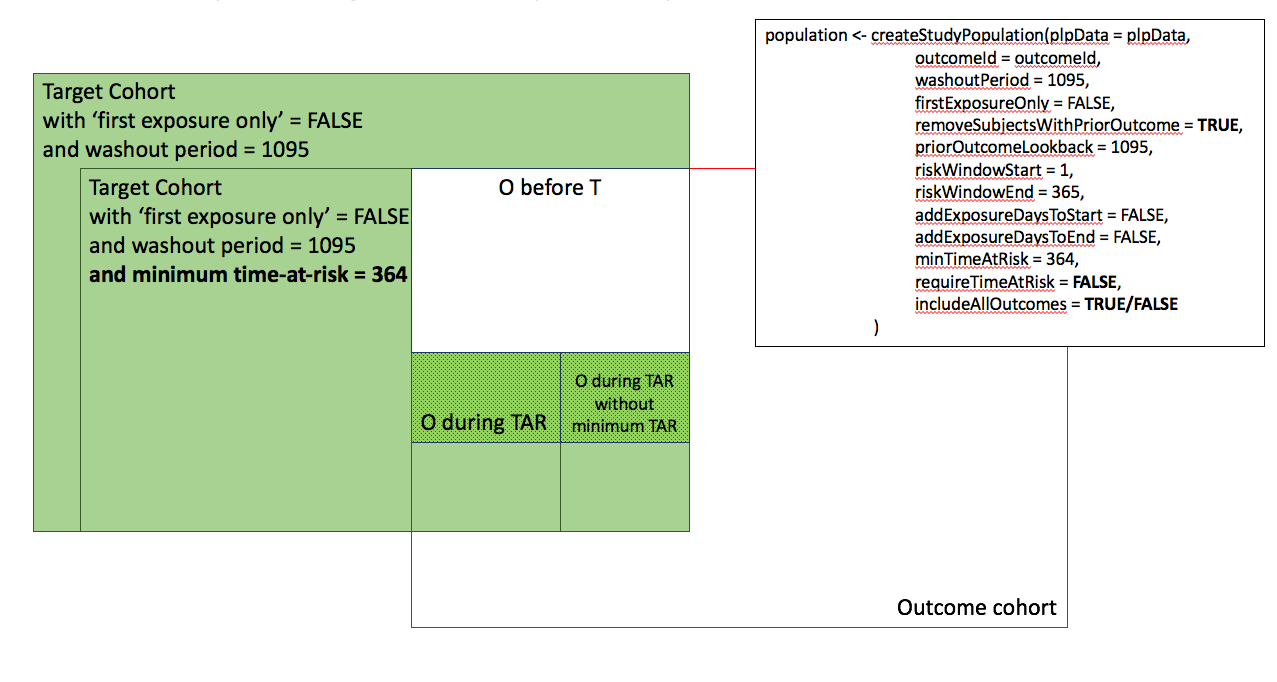 Target Cohort
with ‘first exposure only’ = FALSE
and washout period = 1095
Target Cohort
with ‘first exposure only’ = FALSE
and washout period = 1095
and minimum time-at-risk = 364
O before T
O during TAR
O during TAR
without
minimum TAR
Outcome cohort
population <- createStudyPopulation(plpData = plpData,
outcomeId = outcomeId,
washoutPeriod = 1095,
firstExposureOnly = FALSE,
removeSubjectsWithPriorOutcome = TRUE,
priorOutcomeLookback = 1095,
riskWindowStart = 1,
riskWindowEnd = 365,
addExposureDaysToStart = FALSE,
addExposureDaysToEnd = FALSE,
minTimeAtRisk = 364,
requireTimeAtRisk = FALSE,
includeAllOutcomes = TRUE/FALSE
)